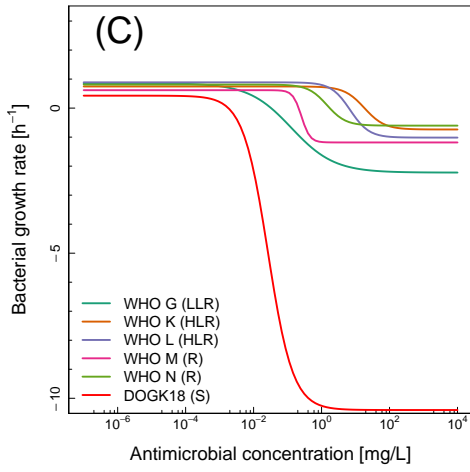 (C)
Bacterial growth rate [h⁻¹]
0
−5
−10
WHO G (LLR)
WHO K (HLR)
WHO L (HLR)
WHO M (R)
WHO N (R)
DOGK18 (S)
10⁻⁶ 10⁻⁴ 10⁻² 10⁰ 10² 10⁴
Antimicrobial concentration [mg/L]